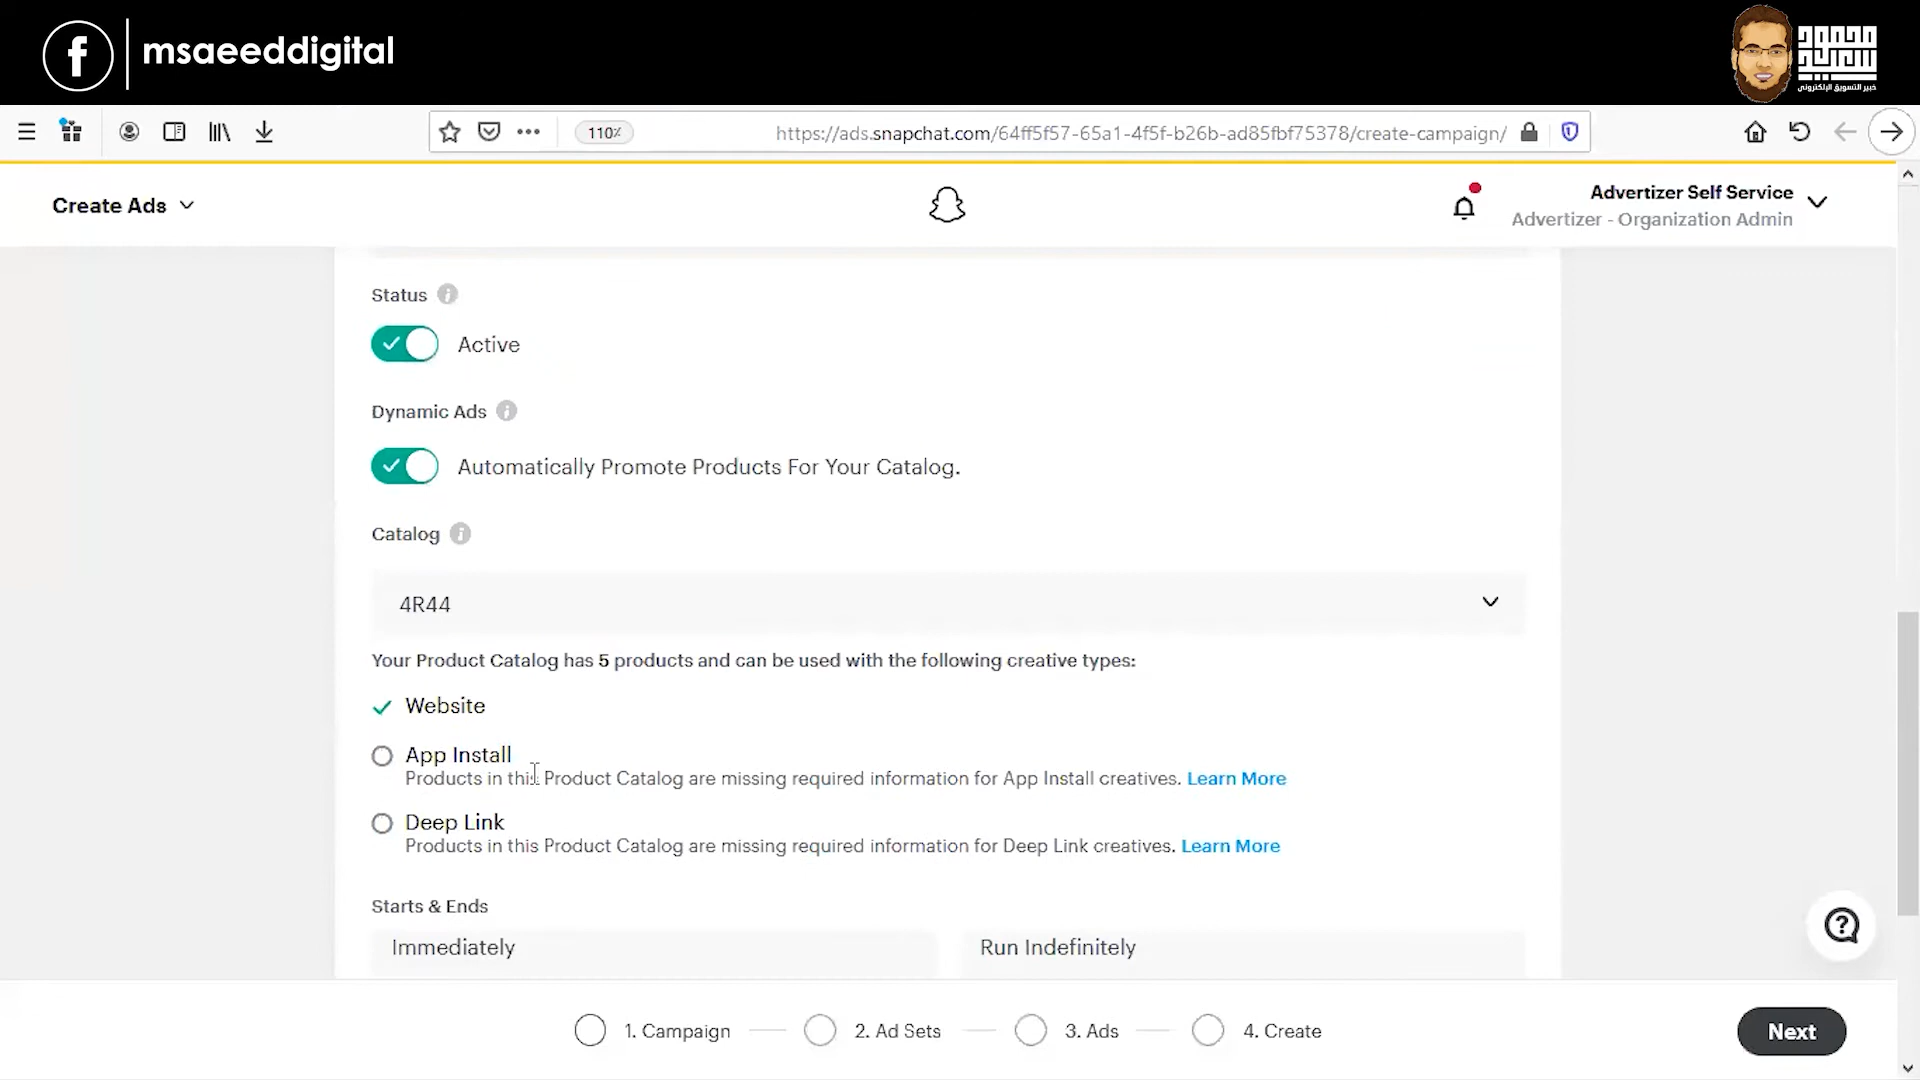 f
msaeeddigital
محمود
سعيد
خبير التسويق الإلكتروني
110%
https://ads.snapchat.com/64ff5f57-65a1-4f5f-b26b-ad85fbf75378/create-campaign/
Create Ads
Advertizer Self Service
Advertizer - Organization Admin
Status
Active
Dynamic Ads
Automatically Promote Products For Your Catalog.
Catalog
4R44
Your Product Catalog has 5 products and can be used with the following creative types:
Website
App Install
Products in this Product Catalog are missing required information for App Install creatives. Learn More
Deep Link
Products in this Product Catalog are missing required information for Deep Link creatives. Learn More
Starts & Ends
Immediately
Run Indefinitely
1. Campaign
2. Ad Sets
3. Ads
4. Create
Next